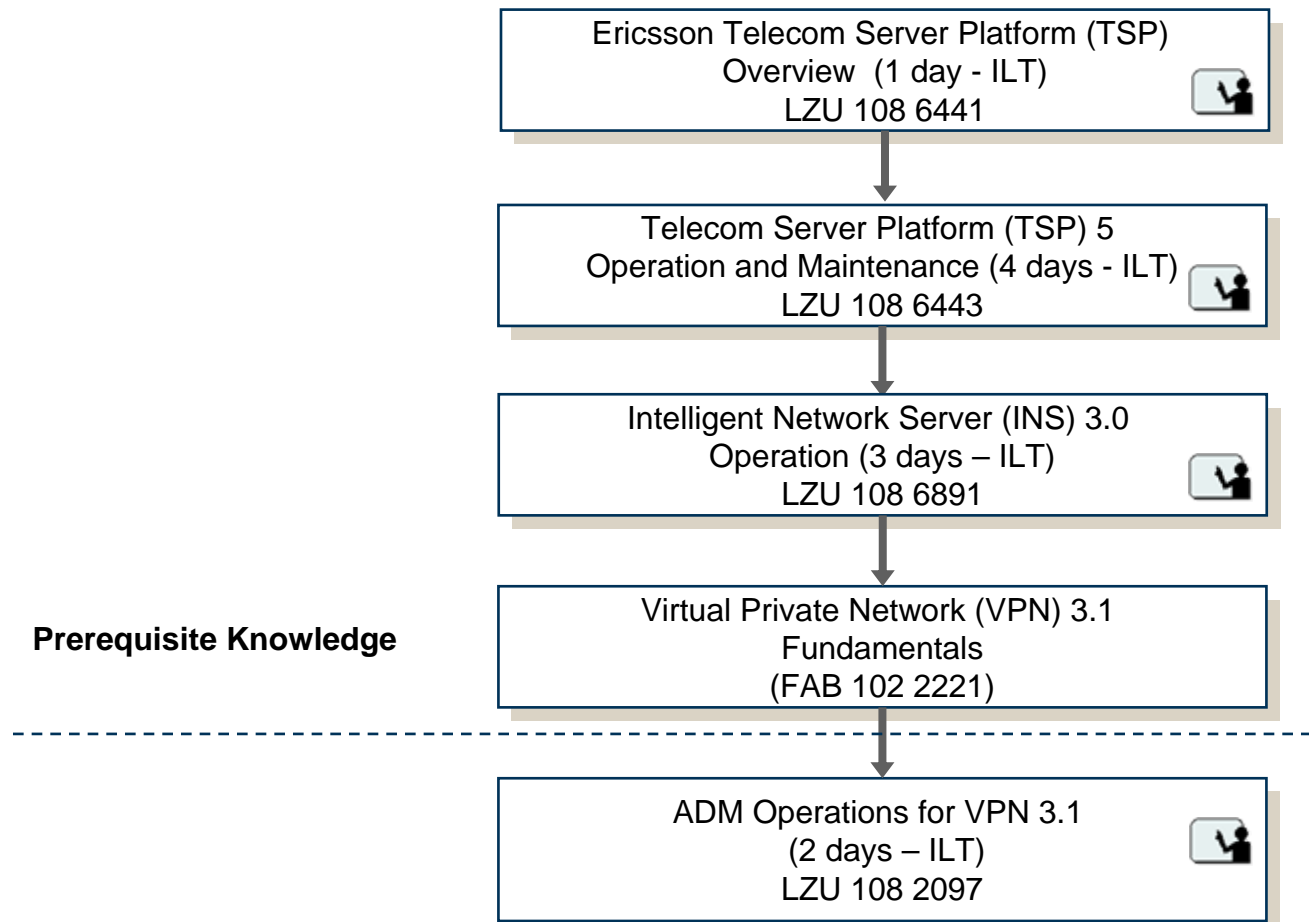 Ericsson Telecom Server Platform (TSP)
Overview (1 day - ILT)
LZU 108 6441
Telecom Server Platform (TSP) 5
Operation and Maintenance (4 days - ILT)
LZU 108 6443
Intelligent Network Server (INS) 3.0
Operation (3 days – ILT)
LZU 108 6891
Virtual Private Network (VPN) 3.1
Fundamentals
(FAB 102 2221)
Prerequisite Knowledge
ADM Operations for VPN 3.1
(2 days – ILT)
LZU 108 2097